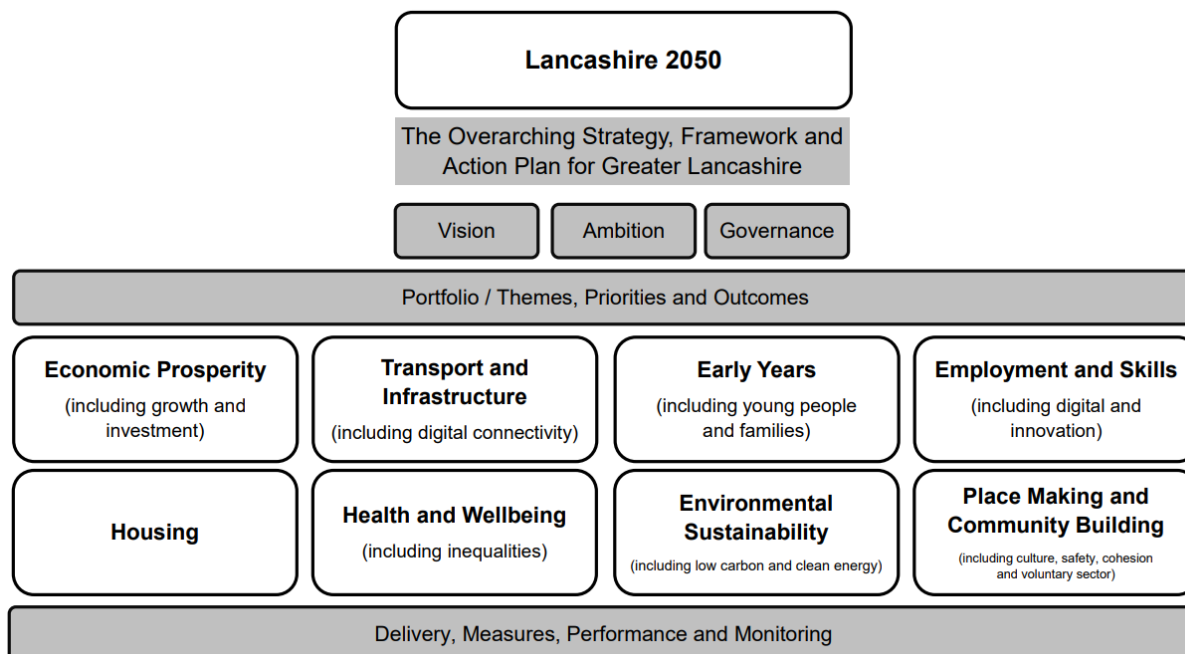 Lancashire 2050
The Overarching Strategy, Framework and
Action Plan for Greater Lancashire
Vision
Ambition
Governance
Portfolio / Themes, Priorities and Outcomes
Economic Prosperity
(including growth and
investment)
Transport and
Infrastructure
(including digital connectivity)
Early Years
(including young people
and families)
Employment and Skills
(including digital and
innovation)
Housing
Health and Wellbeing
(including inequalities)
Environmental
Sustainability
(including low carbon and clean energy)
Place Making and
Community Building
(including culture, safety, cohesion
and voluntary sector)
Delivery, Measures, Performance and Monitoring